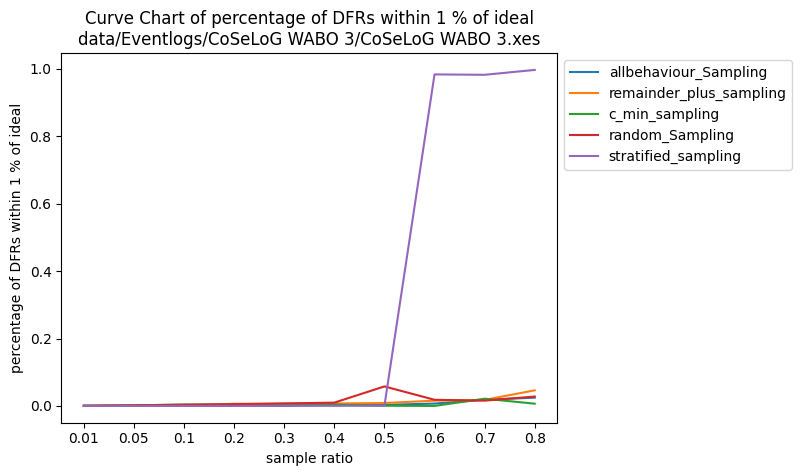 Curve Chart of percentage of DFRs within 1 % of ideal
data/Eventlogs/CoSeLoG WABO 3/CoSeLoG WABO 3.xes
percentage of DFRs within 1 % of ideal
1.0
0.8
0.6
0.4
0.2
0.0
0.01 0.05 0.1 0.2 0.3 0.4 0.5 0.6 0.7 0.8
sample ratio
allbehaviour_Sampling
remainder_plus_sampling
c_min_sampling
random_Sampling
stratified_sampling